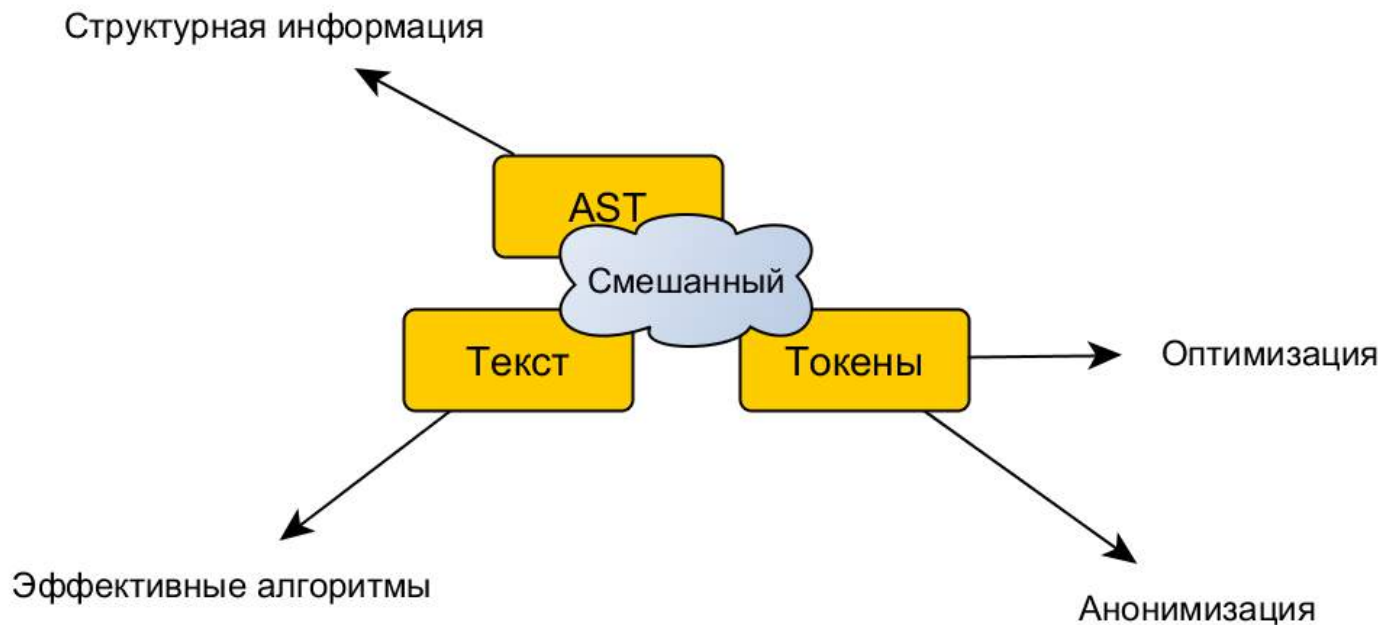 Структурная информация
AST
Смешанный
Текст
Токены
Оптимизация
Эффективные алгоритмы
Анонимизация